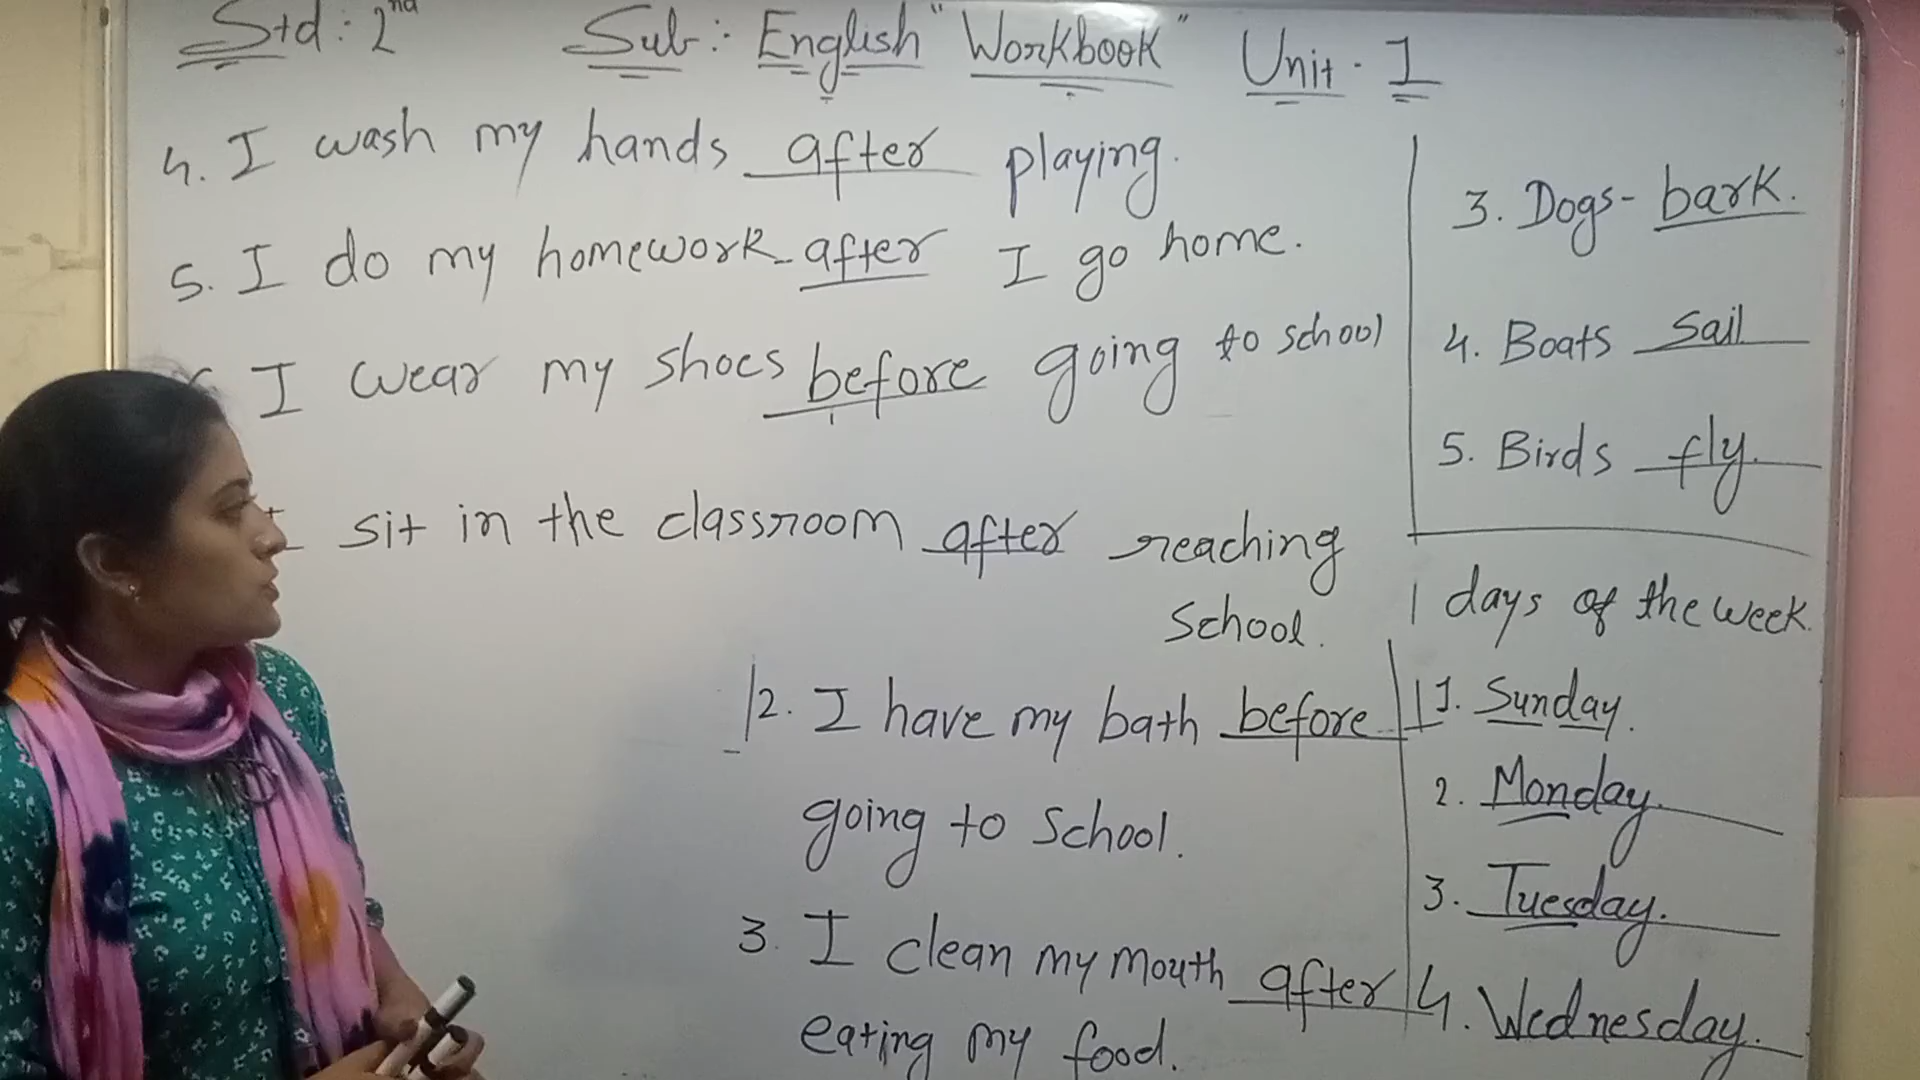 Std : 2nd Sub :- English "Workbook" Unit - 1
4. I wash my hands after playing.
5. I do my homework after I go home.
I wear my shoes before going to school
sit in the classroom after reaching
School.
2. I have my bath before
going to School.
3. I clean my mouth after
eating my food.
3. Dogs - bark.
4. Boats sail
5. Birds fly.
days of the week.
1. Sunday.
2. Monday.
3. Tuesday.
4. Wednesday.